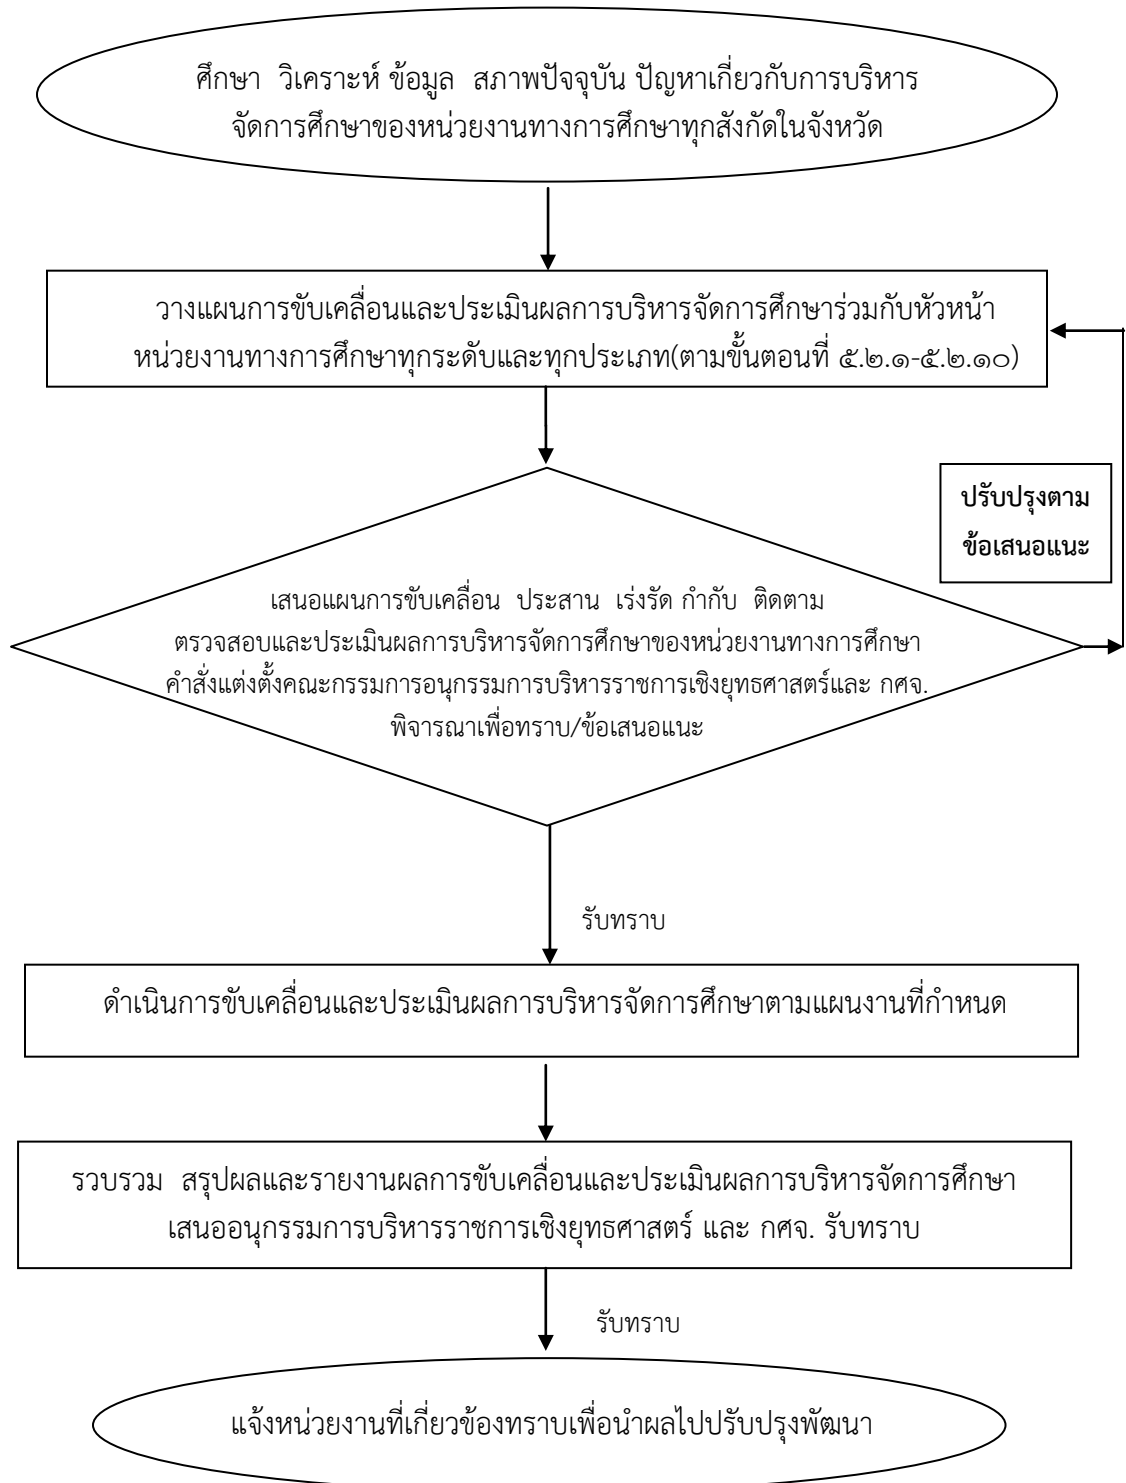 ศึกษา วิเคราะห์ ข้อมูล สภาพปัจจุบัน ปัญหาเกี่ยวกับการบริหาร
จัดการศึกษาของหน่วยงานทางการศึกษาทุกสังกัดในจังหวัด
วางแผนการขับเคลื่อนและประเมินผลการบริหารจัดการศึกษาร่วมกับหัวหน้า
หน่วยงานทางการศึกษาทุกระดับและทุกประเภท(ตามขั้นตอนที่ ๕.๒.๑-๕.๒.๑๐)
ปรับปรุงตาม
ข้อเสนอแนะ
เสนอแผนการขับเคลื่อน ประสาน เร่งรัด กำกับ ติดตาม
ตรวจสอบและประเมินผลการบริหารจัดการศึกษาของหน่วยงานทางการศึกษา
คำสั่งแต่งตั้งคณะกรรมการอนุกรรมการบริหารราชการเชิงยุทธศาสตร์และ กศจ.
พิจารณาเพื่อทราบ/ข้อเสนอแนะ
รับทราบ
ดำเนินการขับเคลื่อนและประเมินผลการบริหารจัดการศึกษาตามแผนงานที่กำหนด
รวบรวม สรุปผลและรายงานผลการขับเคลื่อนและประเมินผลการบริหารจัดการศึกษา
เสนออนุกรรมการบริหารราชการเชิงยุทธศาสตร์ และ กศจ. รับทราบ
รับทราบ
แจ้งหน่วยงานที่เกี่ยวข้องทราบเพื่อนำผลไปปรับปรุงพัฒนา